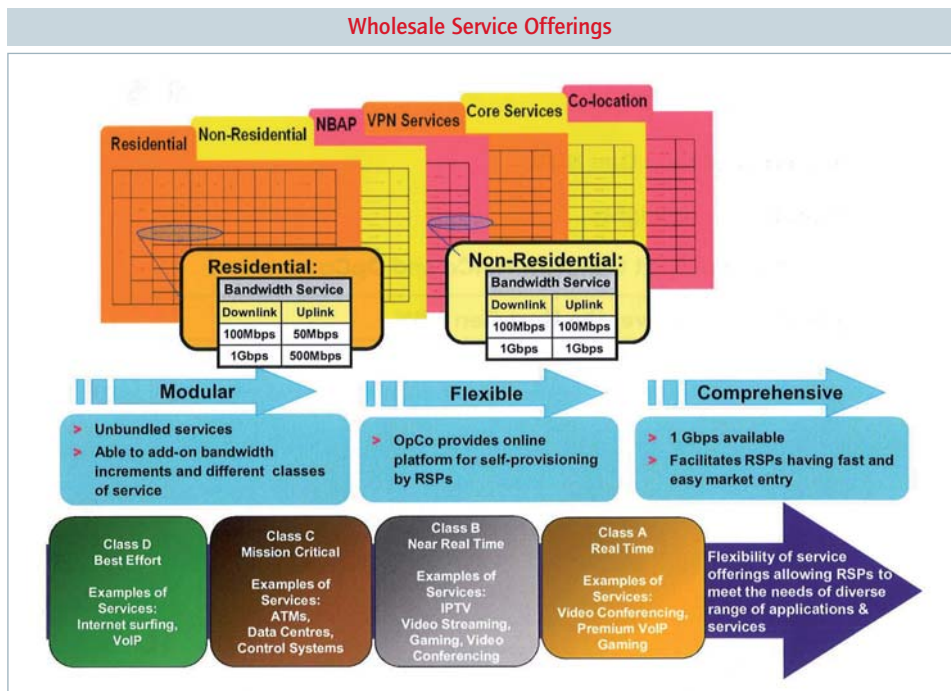 Wholesale Service Offerings
Residential
Non-Residential
NBAP
VPN Services
Core Services
Co-location
Residential:
Bandwidth Service
Downlink Uplink
100Mbps 50Mbps
1Gbps 500Mbps
Non-Residential:
Bandwidth Service
Downlink Uplink
100Mbps 100Mbps
1Gbps 1Gbps
Modular
> Unbundled services
> Able to add-on bandwidth
increments and different classes
of service
Flexible
> OpCo provides online
platform for self-provisioning
by RSPs
Comprehensive
> 1 Gbps available
> Facilitates RSPs having fast and
easy market entry
Class D
Best Effort
Examples of
Services:
Internet surfing,
VoIP
Class C
Mission Critical
Examples of
Services:
ATMs,
Data Centres,
Control Systems
Class B
Near Real Time
Examples of
Services:
IPTV
Video Streaming,
Gaming, Video
Conferencing
Class A
Real Time
Examples of
Services:
Video Conferencing,
Premium VoIP
Gaming
Flexibility of service
offerings allowing RSPs to
meet the needs of diverse
range of applications &
services